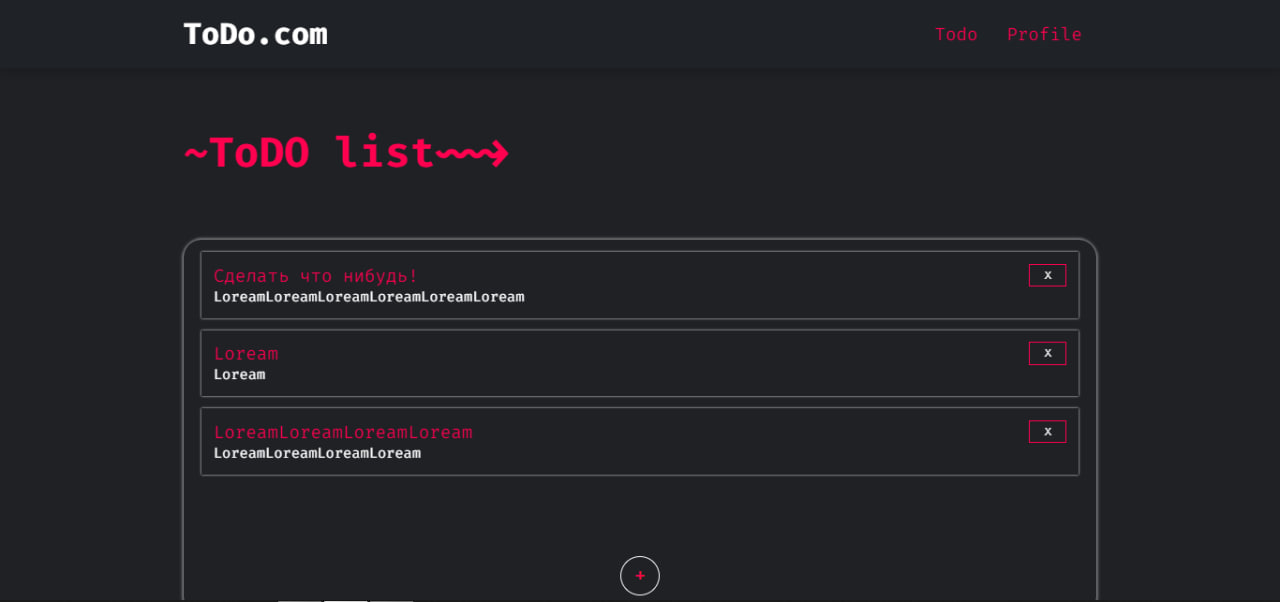 ToDo.com
Todo Profile
~ToDO list~~>
Сделать что нибудь!
x
LoreamLoreamLoreamLoreamLoreamLoream
Loream
x
Loream
LoreamLoreamLoreamLoream
x
LoreamLoreamLoreamLoream
+